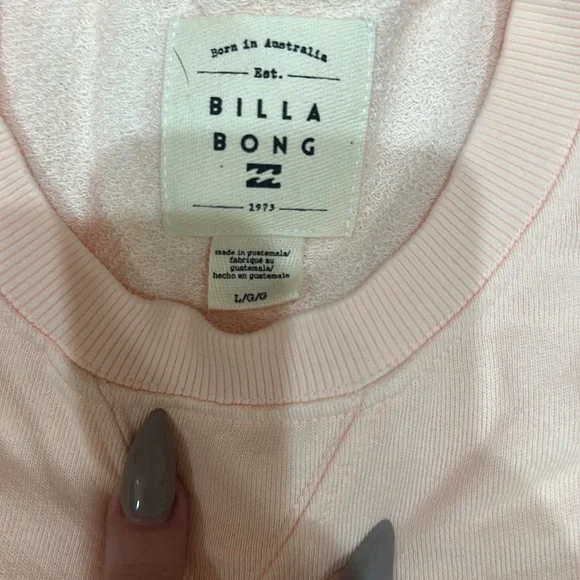 Born in Australia
Est.
BILLA
BONG
1973
made in guatemala/
fabriqué au
guatemala/
hecho en guatemala
L/G/G